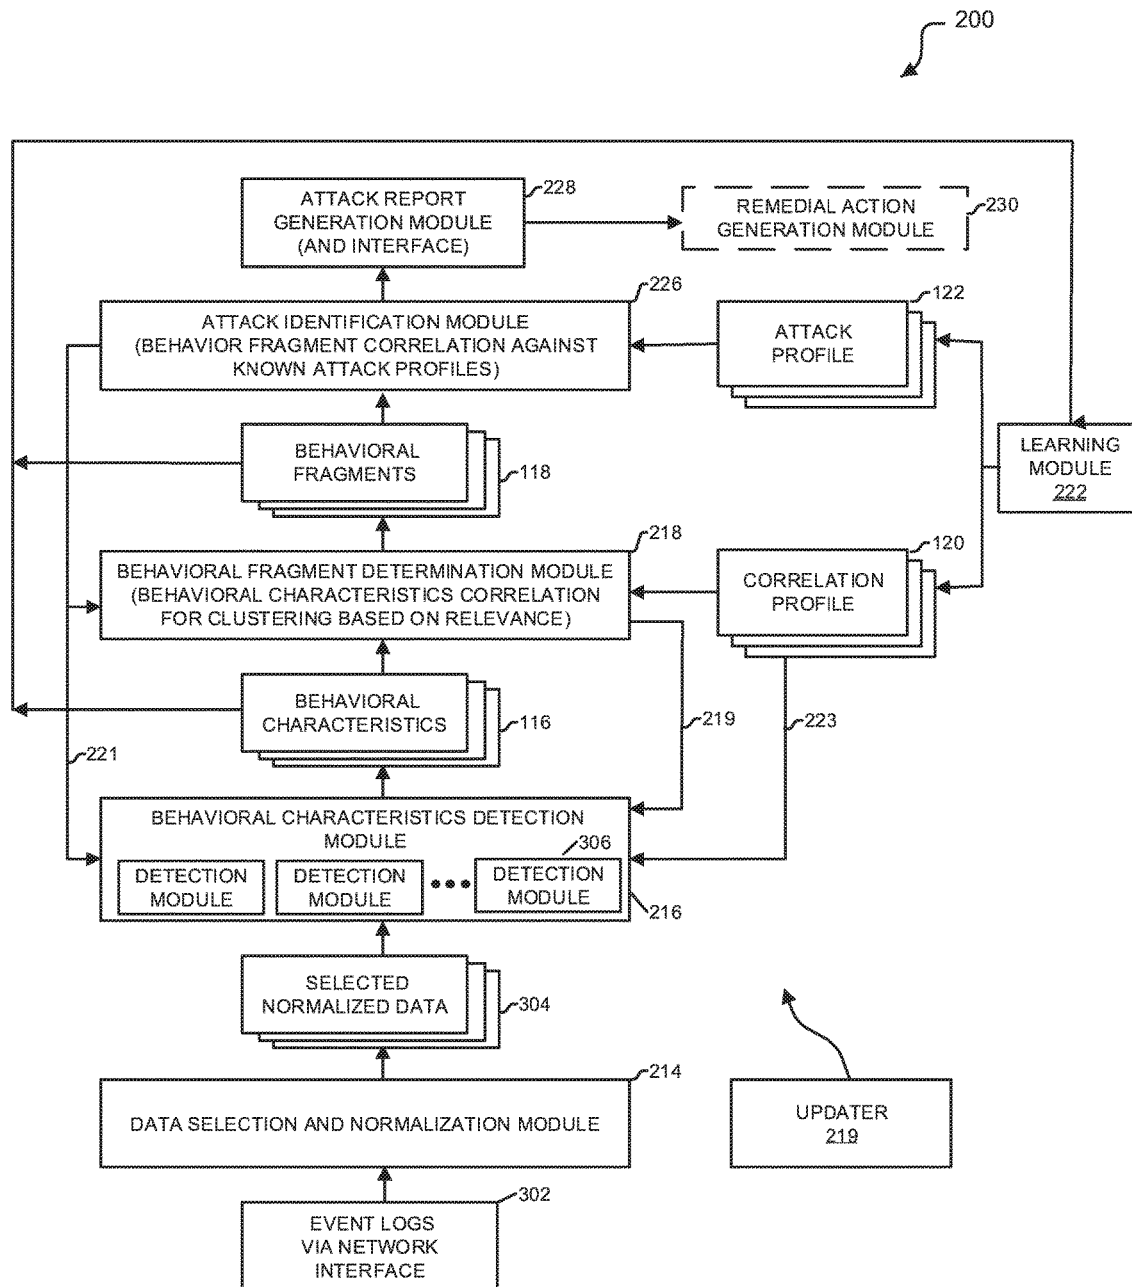 200
ATTACK REPORT
GENERATION MODULE
(AND INTERFACE)
228
REMEDIAL ACTION
GENERATION MODULE
230
ATTACK IDENTIFICATION MODULE
(BEHAVIOR FRAGMENT CORRELATION AGAINST
KNOWN ATTACK PROFILES)
226
ATTACK
PROFILE
122
BEHAVIORAL
FRAGMENTS
118
LEARNING
MODULE
222
BEHAVIORAL FRAGMENT DETERMINATION MODULE
(BEHAVIORAL CHARACTERISTICS CORRELATION
FOR CLUSTERING BASED ON RELEVANCE)
218
CORRELATION
PROFILE
120
BEHAVIORAL
CHARACTERISTICS
116
219
223
221
BEHAVIORAL CHARACTERISTICS DETECTION
MODULE
306
DETECTION
MODULE
DETECTION
MODULE
DETECTION
MODULE
216
SELECTED
NORMALIZED DATA
304
DATA SELECTION AND NORMALIZATION MODULE
214
UPDATER
219
EVENT LOGS
VIA NETWORK
INTERFACE
302